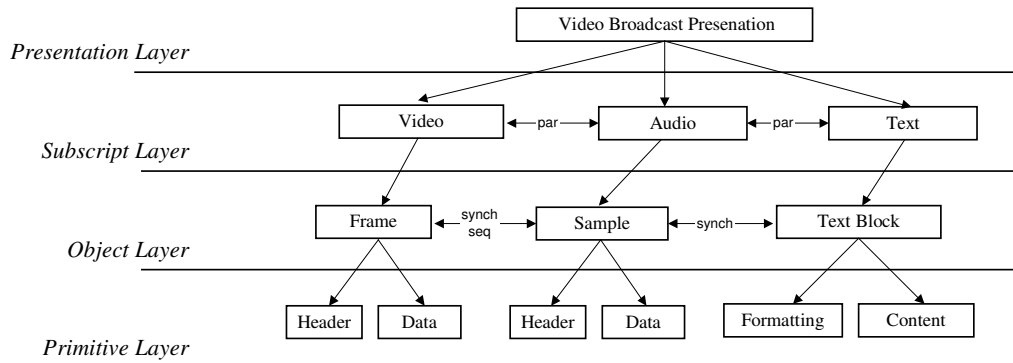 Video Broadcast Presenation
Presentation Layer
Video
par
Audio
par
Text
Subscript Layer
Frame
synch
seq
Sample
synch
Text Block
Object Layer
Header
Data
Header
Data
Formatting
Content
Primitive Layer